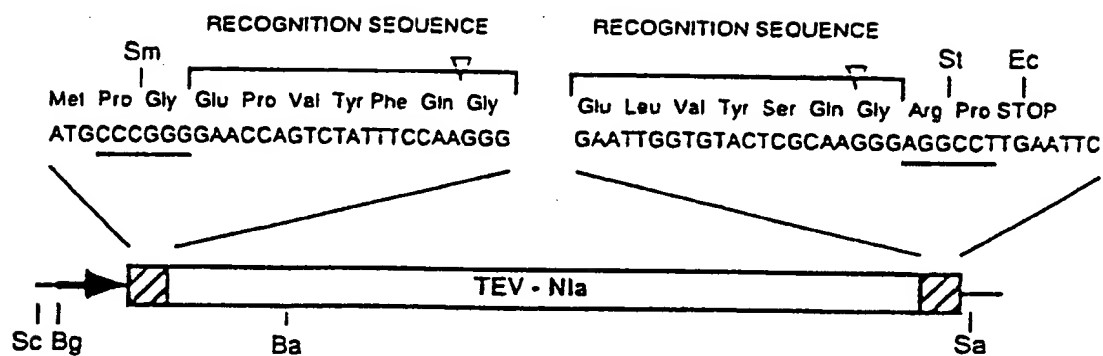 RECOGNITION SEQUENCE RECOGNITION SEQUENCE
Sm St Ec
Met Pro Gly Glu Pro Val Tyr Phe Gln Gly Glu Leu Val Tyr Ser Gln Gly Arg Pro STOP
ATGCCCGGGGAACCAGTCTATTTCCAAGGG GAATTGGTGTACTCGCAAGGGAGGCCTTGAATTC
TEV - NIa
Sc Bg Ba Sa